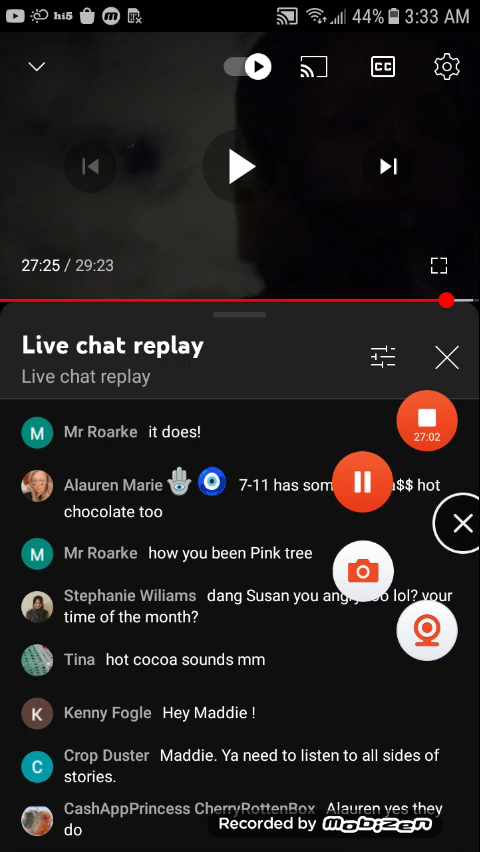 hi5
44% 3:33 AM
CC
27:25 / 29:23
Live chat replay
Live chat replay
27:02
M Mr Roarke it does!
Alauren Marie 7-11 has som $$ hot
chocolate too
M Mr Roarke how you been Pink tree
Stephanie Wiliams dang Susan you lol? your
time of the month?
Tina hot cocoa sounds mm
K Kenny Fogle Hey Maddie !
C Crop Duster Maddie. Ya need to listen to all sides of
stories.
CashAppPrincess CherryRottenBox Alauren yes they
do
Recorded by MOBIZEN